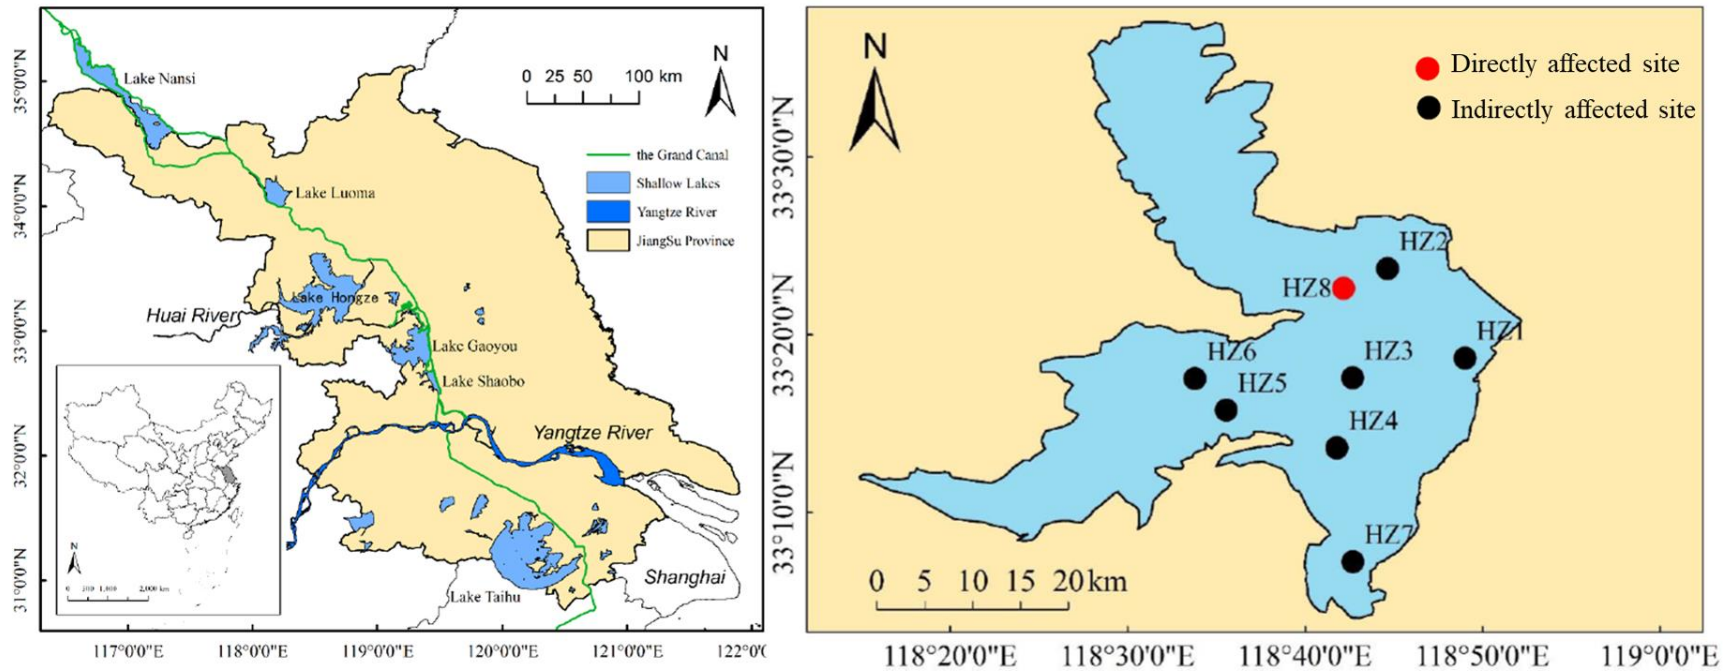 Lake Nansi
N
0 25 50 100 km
the Grand Canal
Shallow Lakes
Yangtze River
JiangSu Province
Lake Luoma
Lake Hongze
Huai River
Lake Gaoyou
Lake Shaobo
Yangtze River
Lake Taihu
Shanghai
N
2,000 km
35°0'0"N
34°0'0"N
33°0'0"N
32°0'0"N
31°0'0"N
117°0'0"E 118°0'0"E 119°0'0"E 120°0'0"E 121°0'0"E 122°0'0
N
Directly affected site
Indirectly affected site
HZ2
HZ8
HZ1
HZ6
HZ3
HZ5
HZ4
HZ7
0 5 10 15 20km
33°30'0"N
33°20'0"N
33°10'0"N
118°20'0"E 118°30'0"E 118°40'0"E 118°50'0"E 119°0'0"E